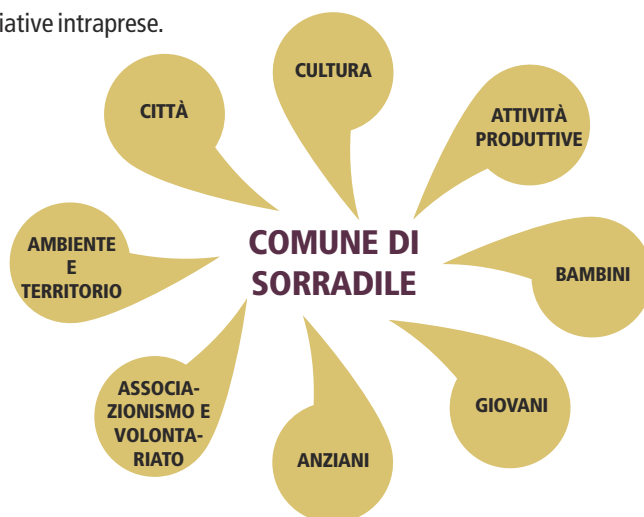 iative intraprese.
CULTURA
CITTÀ
ATTIVITÀ
PRODUTTIVE
COMUNE DI
SORRADILE
AMBIENTE
E
TERRITORIO
BAMBINI
ASSOCIA-
ZIONISMO E
VOLONTA-
RIATO
GIOVANI
ANZIANI